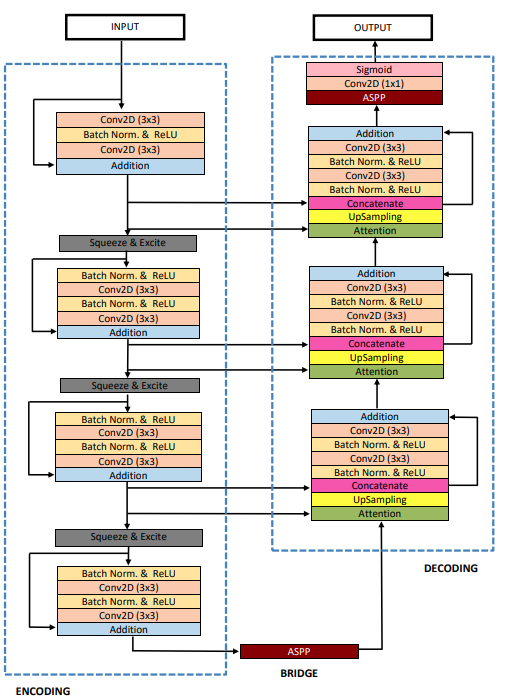 INPUT
Conv2D (3x3)
Batch Norm. & ReLU
Conv2D (3x3)
Addition
Squeeze & Excite
Batch Norm. & ReLU
Conv2D (3x3)
Batch Norm. & ReLU
Conv2D (3x3)
Addition
Squeeze & Excite
Batch Norm. & ReLU
Conv2D (3x3)
Batch Norm. & ReLU
Conv2D (3x3)
Addition
Squeeze & Excite
Batch Norm. & ReLU
Conv2D (3x3)
Batch Norm. & ReLU
Conv2D (3x3)
Addition
ENCODING
ASPP
BRIDGE
OUTPUT
Sigmoid
Conv2D (1x1)
ASPP
Addition
Conv2D (3x3)
Batch Norm. & ReLU
Conv2D (3x3)
Batch Norm. & ReLU
Concatenate
UpSampling
Attention
Addition
Conv2D (3x3)
Batch Norm. & ReLU
Conv2D (3x3)
Batch Norm. & ReLU
Concatenate
UpSampling
Attention
Addition
Conv2D (3x3)
Batch Norm. & ReLU
Conv2D (3x3)
Batch Norm. & ReLU
Concatenate
UpSampling
Attention
DECODING